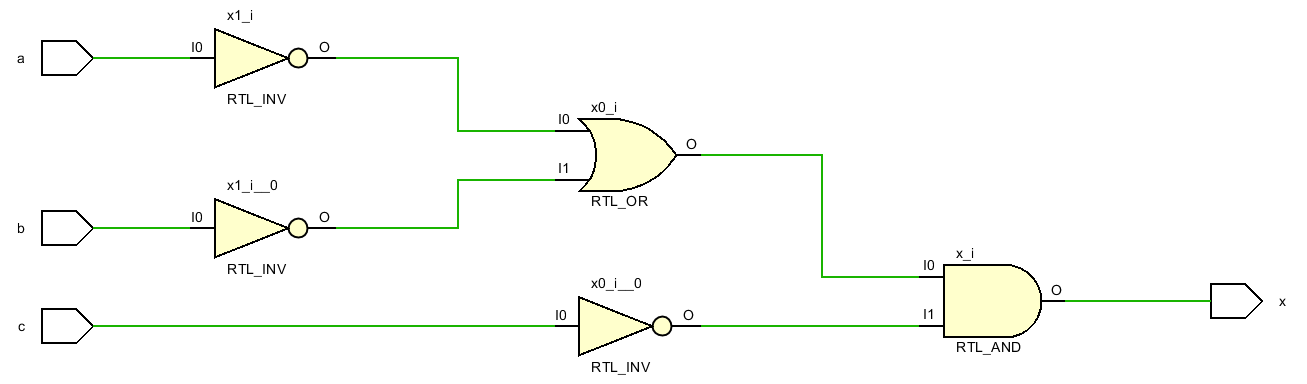 x1_i
a
I0
O
RTL_INV
x0_i
I0
O
I1
RTL_OR
x1_i__0
b
I0
O
RTL_INV
x_i
I0
O
I1
RTL_AND
x
x0_i__0
c
I0
O
RTL_INV